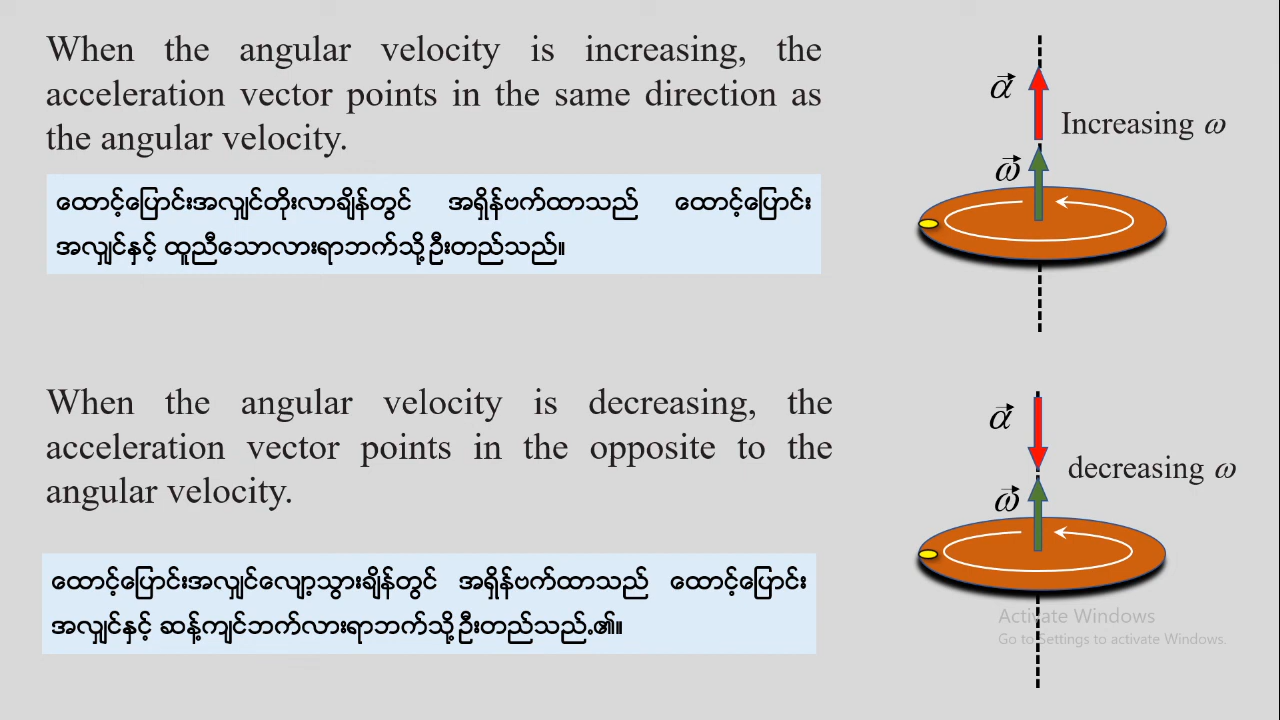 When the angular velocity is increasing, the
acceleration vector points in the same direction as
the angular velocity.
ထောင့်ပြောင်းအလျှင်တိုးလာချိန်တွင် အရှိန်ဗက်ထာသည် ထောင့်ပြောင်း
အလျှင်နှင့် ထူညီသောလားရာဘက်သို့ဦးတည်သည်။
α⃗
Increasing ω
ω⃗
When the angular velocity is decreasing, the
acceleration vector points in the opposite to the
angular velocity.
ထောင့်ပြောင်းအလျှင်လျော့သွားချိန်တွင် အရှိန်ဗက်ထာသည် ထောင့်ပြောင်း
အလျှင်နှင့် ဆန့်ကျင်ဘက်လားရာဘက်သို့ဦးတည်သည်.၏။
α⃗
decreasing ω
ω⃗
Activate Windows
Go to Settings to activate Windows.